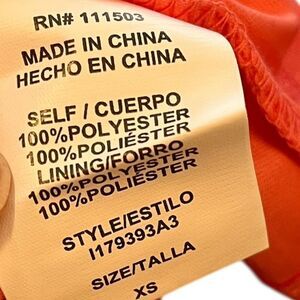 RN# 111503
MADE IN CHINA
HECHO EN CHINA
SELF / CUERPO
100%POLYESTER
100%POLIÉSTER
LINING/FORRO
100%POLYESTER
100%POLIÉSTER
STYLE/ESTILO
I179393A3
SIZE/TALLA
XS